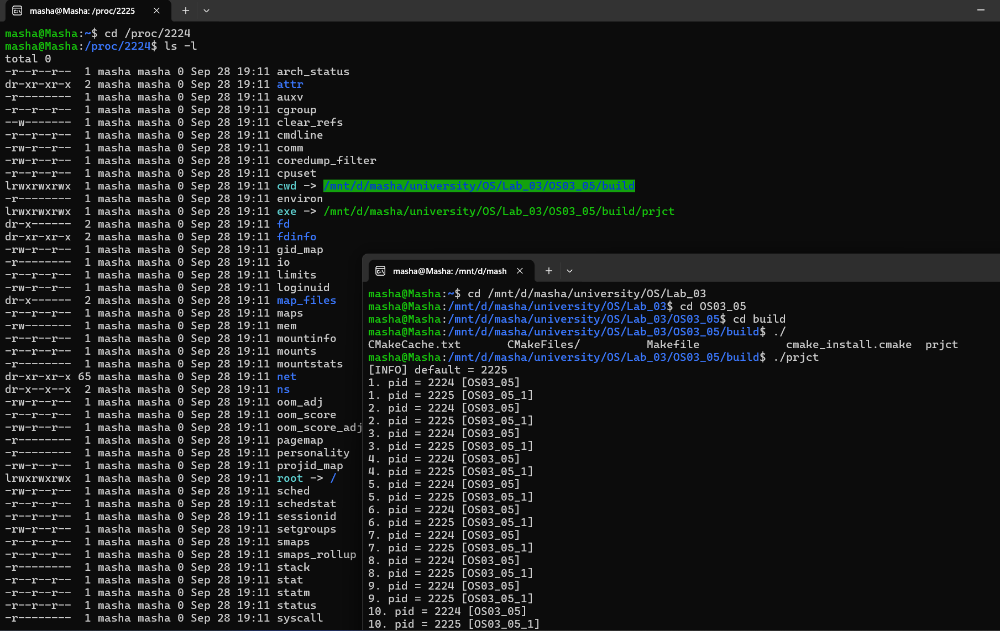 masha@Masha: /proc/2225
masha@Masha:~$ cd /proc/2224
masha@Masha:/proc/2224$ ls -l
total 0
-r--r--r--  1 masha masha 0 Sep 28 19:11 arch_status
dr-xr-xr-x  2 masha masha 0 Sep 28 19:11 attr
-r--------  1 masha masha 0 Sep 28 19:11 auxv
-r--r--r--  1 masha masha 0 Sep 28 19:11 cgroup
--w-------  1 masha masha 0 Sep 28 19:11 clear_refs
-r--r--r--  1 masha masha 0 Sep 28 19:11 cmdline
-rw-r--r--  1 masha masha 0 Sep 28 19:11 comm
-rw-r--r--  1 masha masha 0 Sep 28 19:11 coredump_filter
-r--r--r--  1 masha masha 0 Sep 28 19:11 cpuset
lrwxrwxrwx  1 masha masha 0 Sep 28 19:11 cwd -> /mnt/d/masha/university/OS/Lab_03/OS03_05/build
-r--------  1 masha masha 0 Sep 28 19:11 environ
lrwxrwxrwx  1 masha masha 0 Sep 28 19:11 exe -> /mnt/d/masha/university/OS/Lab_03/OS03_05/build/prjct
dr-x------  2 masha masha 0 Sep 28 19:11 fd
dr-xr-xr-x  2 masha masha 0 Sep 28 19:11 fdinfo
-rw-r--r--  1 masha masha 0 Sep 28 19:11 gid_map
-r--------  1 masha masha 0 Sep 28 19:11 io
-r--r--r--  1 masha masha 0 Sep 28 19:11 limits
-rw-r--r--  1 masha masha 0 Sep 28 19:11 loginuid
dr-x------  2 masha masha 0 Sep 28 19:11 map_files
-r--r--r--  1 masha masha 0 Sep 28 19:11 maps
-rw-------  1 masha masha 0 Sep 28 19:11 mem
-r--r--r--  1 masha masha 0 Sep 28 19:11 mountinfo
-r--r--r--  1 masha masha 0 Sep 28 19:11 mounts
-r--------  1 masha masha 0 Sep 28 19:11 mountstats
dr-xr-xr-x 65 masha masha 0 Sep 28 19:11 net
dr-x--x--x  2 masha masha 0 Sep 28 19:11 ns
-rw-r--r--  1 masha masha 0 Sep 28 19:11 oom_adj
-r--r--r--  1 masha masha 0 Sep 28 19:11 oom_score
-rw-r--r--  1 masha masha 0 Sep 28 19:11 oom_score_adj
-r--------  1 masha masha 0 Sep 28 19:11 pagemap
-r--------  1 masha masha 0 Sep 28 19:11 personality
-rw-r--r--  1 masha masha 0 Sep 28 19:11 projid_map
lrwxrwxrwx  1 masha masha 0 Sep 28 19:11 root -> /
-rw-r--r--  1 masha masha 0 Sep 28 19:11 sched
-r--r--r--  1 masha masha 0 Sep 28 19:11 schedstat
-r--r--r--  1 masha masha 0 Sep 28 19:11 sessionid
-rw-r--r--  1 masha masha 0 Sep 28 19:11 setgroups
-r--r--r--  1 masha masha 0 Sep 28 19:11 smaps
-r--r--r--  1 masha masha 0 Sep 28 19:11 smaps_rollup
-r--------  1 masha masha 0 Sep 28 19:11 stack
-r--r--r--  1 masha masha 0 Sep 28 19:11 stat
-r--r--r--  1 masha masha 0 Sep 28 19:11 statm
-r--r--r--  1 masha masha 0 Sep 28 19:11 status
-r--------  1 masha masha 0 Sep 28 19:11 syscall
masha@Masha: /mnt/d/mash
masha@Masha:~$ cd /mnt/d/masha/university/OS/Lab_03
masha@Masha:/mnt/d/masha/university/OS/Lab_03$ cd OS03_05
masha@Masha:/mnt/d/masha/university/OS/Lab_03/OS03_05$ cd build
masha@Masha:/mnt/d/masha/university/OS/Lab_03/OS03_05/build$ ./
CMakeCache.txt       CMakeFiles/          Makefile             cmake_install.cmake  prjct
masha@Masha:/mnt/d/masha/university/OS/Lab_03/OS03_05/build$ ./prjct
[INFO] default = 2225
1. pid = 2224 [OS03_05]
1. pid = 2225 [OS03_05_1]
2. pid = 2224 [OS03_05]
2. pid = 2225 [OS03_05_1]
3. pid = 2224 [OS03_05]
3. pid = 2225 [OS03_05_1]
4. pid = 2224 [OS03_05]
4. pid = 2225 [OS03_05_1]
5. pid = 2224 [OS03_05]
5. pid = 2225 [OS03_05_1]
6. pid = 2224 [OS03_05]
6. pid = 2225 [OS03_05_1]
7. pid = 2224 [OS03_05]
7. pid = 2225 [OS03_05_1]
8. pid = 2224 [OS03_05]
8. pid = 2225 [OS03_05_1]
9. pid = 2224 [OS03_05]
9. pid = 2225 [OS03_05_1]
10. pid = 2224 [OS03_05]
10. pid = 2225 [OS03_05_1]